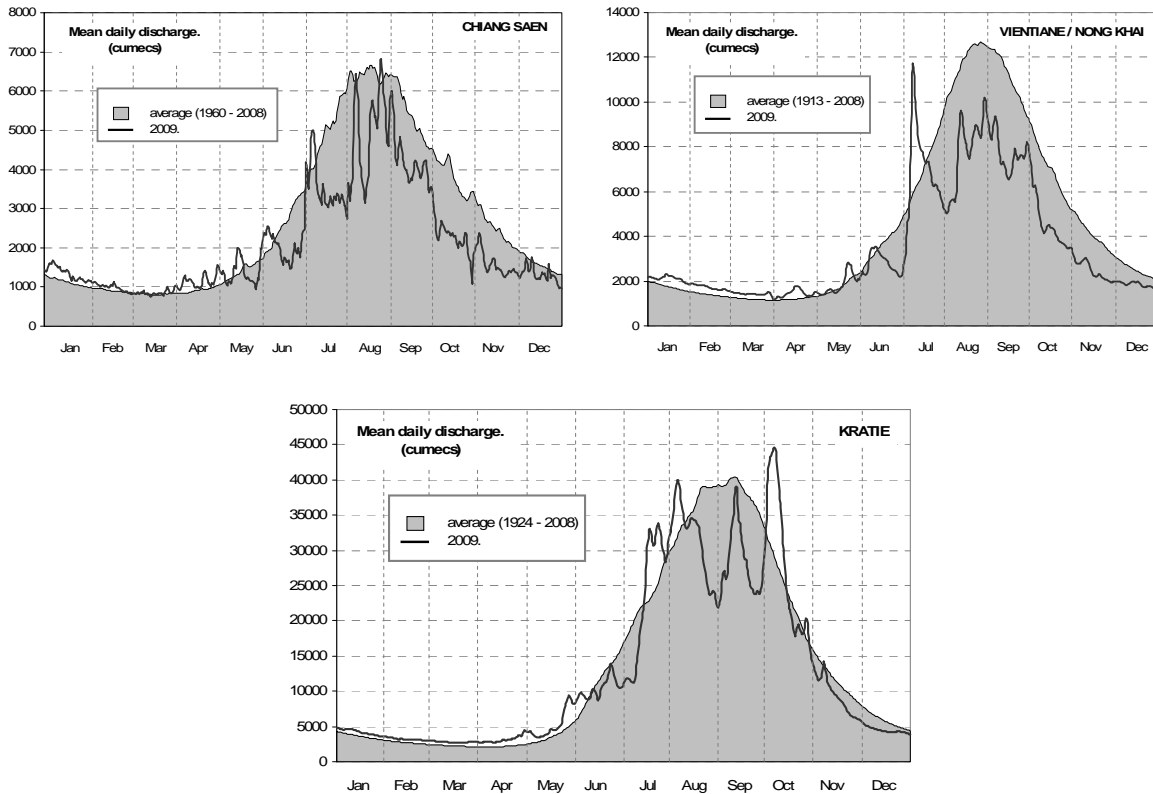 CHIANG SAEN
Mean daily discharge.
(cumecs)
average (1960 - 2008)
2009.
8000
7000
6000
5000
4000
3000
2000
1000
0
Jan Feb Mar Apr May Jun Jul Aug Sep Oct Nov Dec
VIENTIANE / NONG KHAI
Mean daily discharge.
(cumecs)
average (1913 - 2008)
2009.
14000
12000
10000
8000
6000
4000
2000
0
Jan Feb Mar Apr May Jun Jul Aug Sep Oct Nov Dec
KRATIE
Mean daily discharge.
(cumecs)
average (1924 - 2008)
2009.
50000
45000
40000
35000
30000
25000
20000
15000
10000
5000
0
Jan Feb Mar Apr May Jun Jul Aug Sep Oct Nov Dec